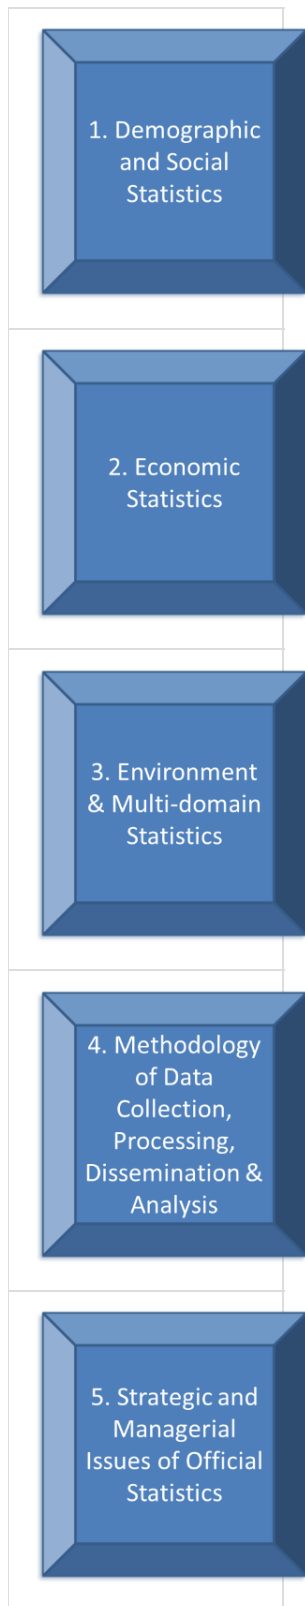 1. Demographic
and Social
Statistics
2. Economic
Statistics
3. Environment
& Multi-domain
Statistics
4. Methodology
of Data
Collection,
Processing,
Dissemination &
Analysis
5. Strategic and
Managerial
Issues of Official
Statistics